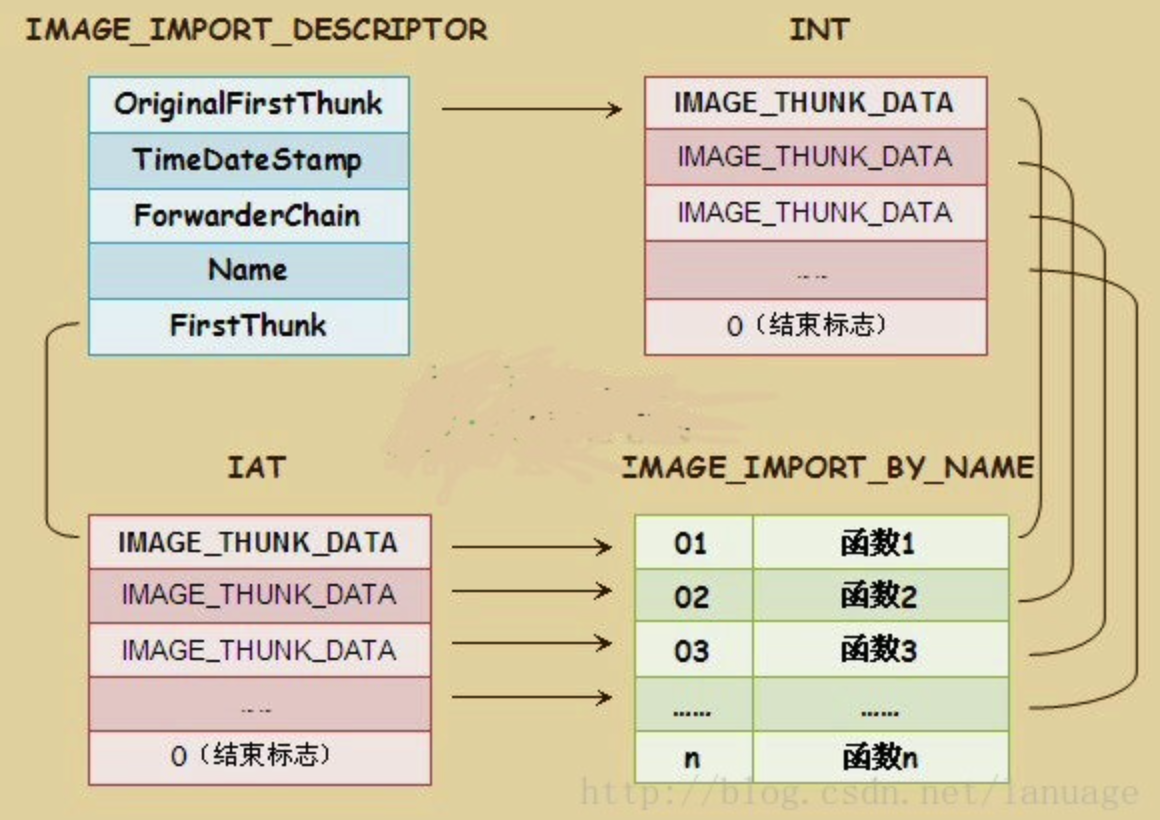 IMAGE_IMPORT_DESCRIPTOR
OriginalFirstThunk
TimeDateStamp
ForwarderChain
Name
FirstThunk
INT
IMAGE_THUNK_DATA
IMAGE_THUNK_DATA
IMAGE_THUNK_DATA
... ...
0（结束标志）
IAT
IMAGE_THUNK_DATA
IMAGE_THUNK_DATA
IMAGE_THUNK_DATA
... ...
0（结束标志）
IMAGE_IMPORT_BY_NAME
01 函数1
02 函数2
03 函数3
…… ……
n 函数n
http://blog.csdn.net/lanuage